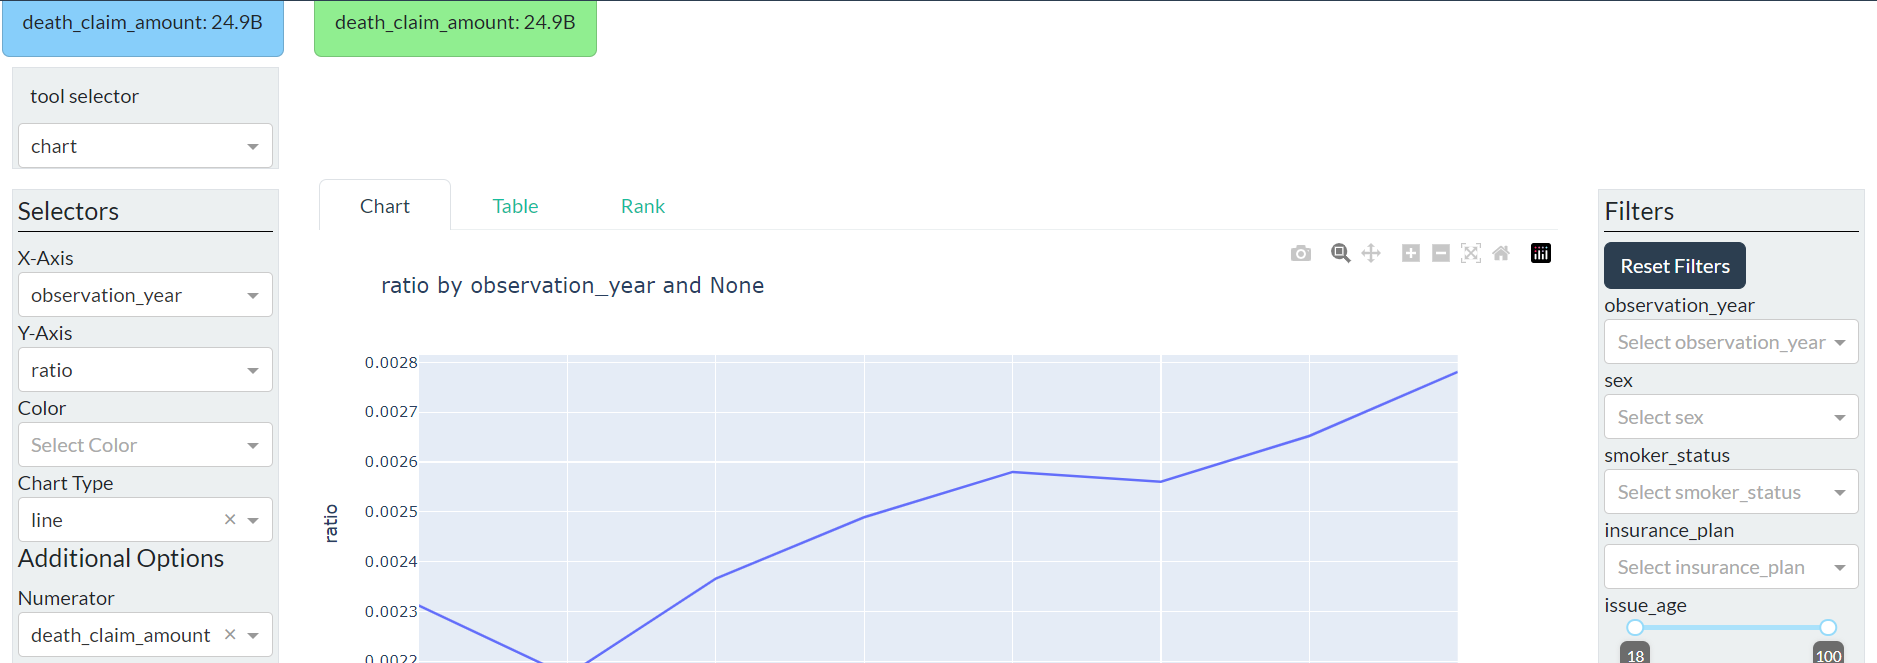 death_claim_amount: 24.9B
death_claim_amount: 24.9B
tool selector
chart
Selectors
X-Axis
observation_year
Y-Axis
ratio
Color
Select Color
Chart Type
line
Additional Options
Numerator
death_claim_amount
Chart
Table
Rank
ratio by observation_year and None
0.0028
0.0027
0.0026
0.0025
0.0024
0.0023
0.0022
ratio
Filters
Reset Filters
observation_year
Select observation_year
sex
Select sex
smoker_status
Select smoker_status
insurance_plan
Select insurance_plan
issue_age
18
100